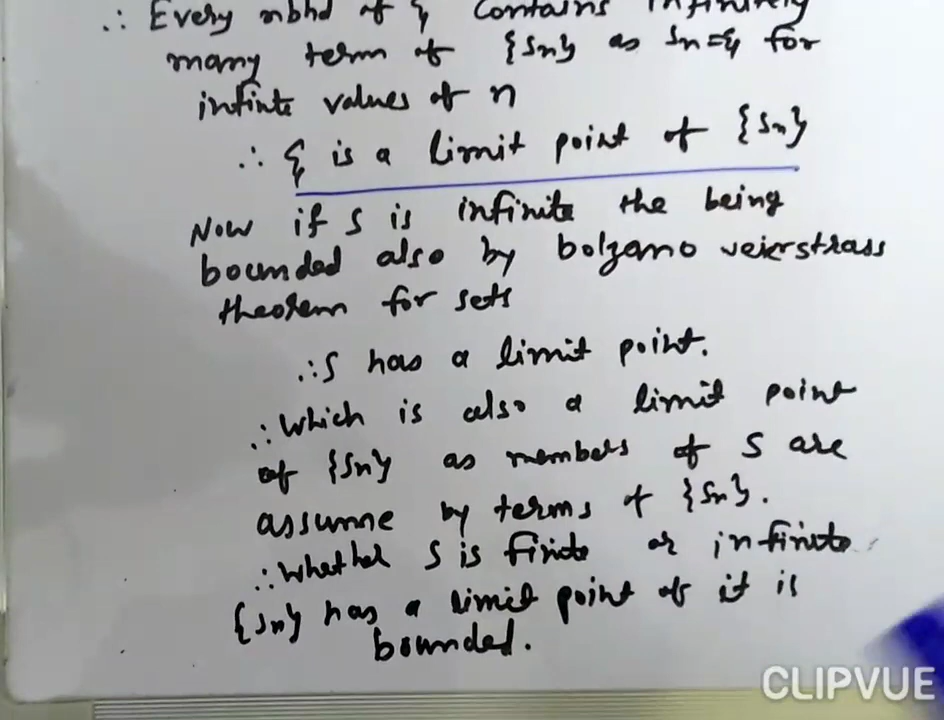 ∴ Every nbhd of ξ contains infinitely
many term of {Sn} as Sn=ξ for
infinte values of n
∴ ξ is a limit point of {Sn}
Now if S is infinite the being
bounded also by bolzano veierstrass
theorem for sets
∴ S has a limit point.
∴ which is also a limit point
of {Sn} as members of S are
assume by terms of {Sn}.
∴ whether S is finite or infinite
{Sn} has a limit point of it is
bounded.
CLIPVUE